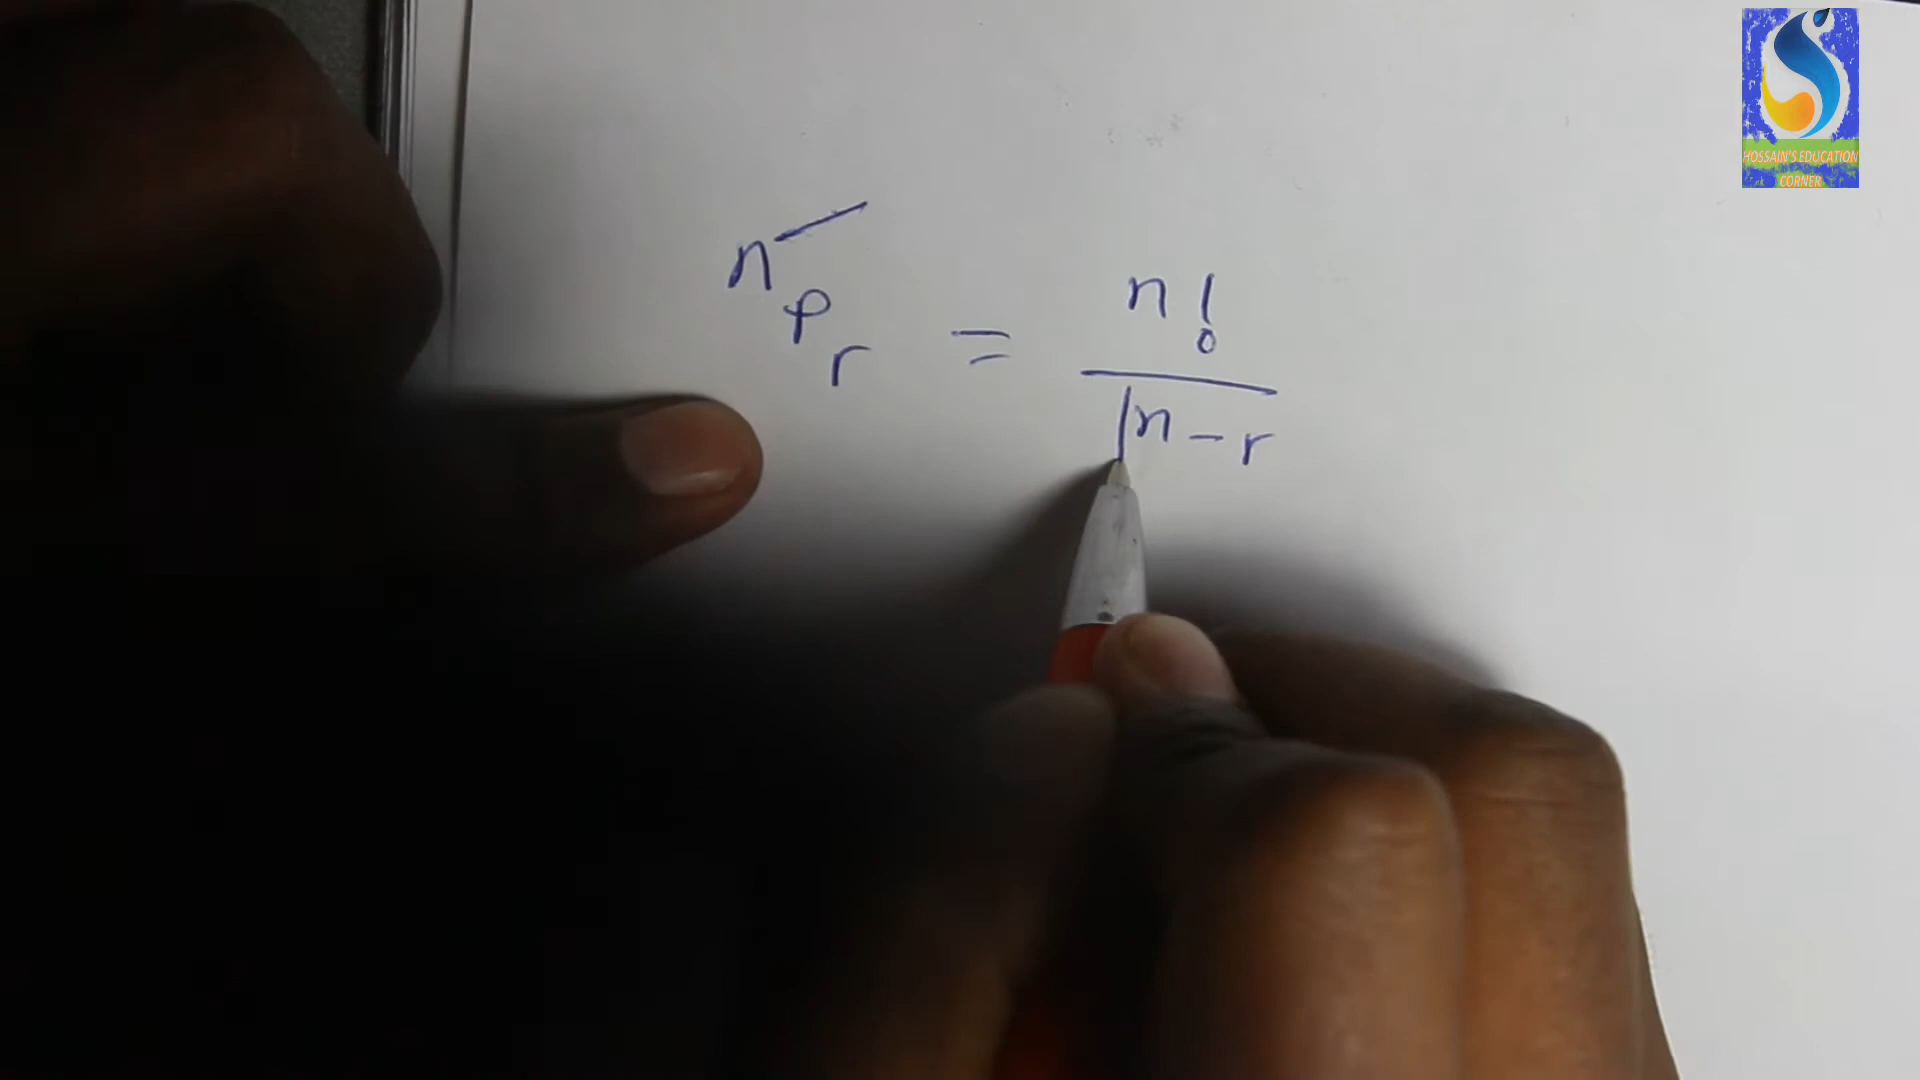 nPr = n! / |n - r
HOSSAIN'S EDUCATION
CORNER